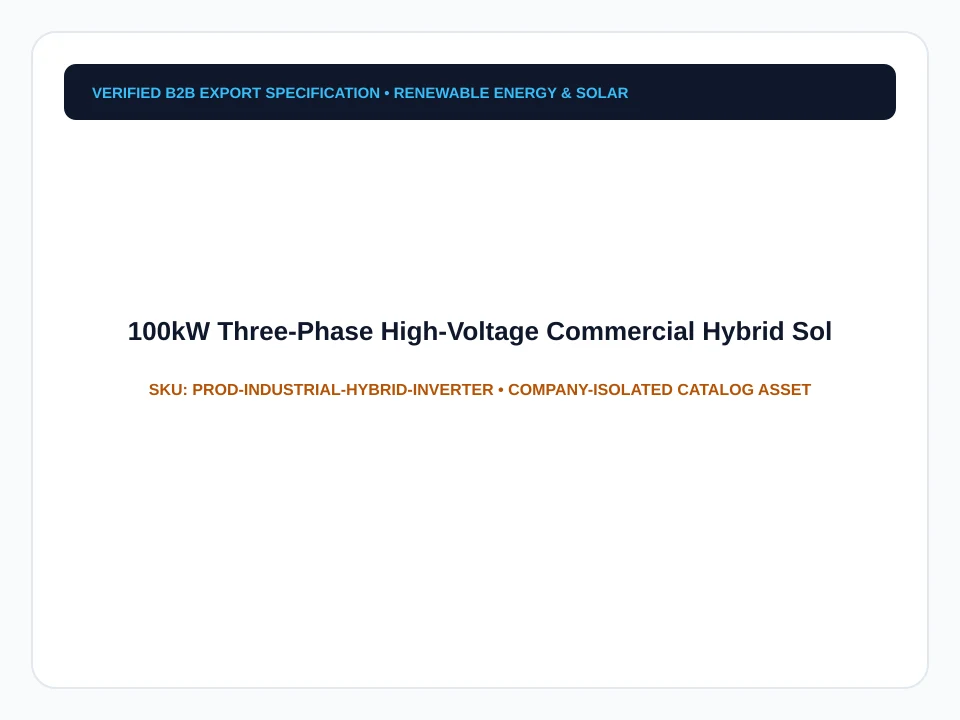 VERIFIED B2B EXPORT SPECIFICATION • RENEWABLE ENERGY & SOLAR
100kW Three-Phase High-Voltage Commercial Hybrid Sol
SKU: PROD-INDUSTRIAL-HYBRID-INVERTER • COMPANY-ISOLATED CATALOG ASSET